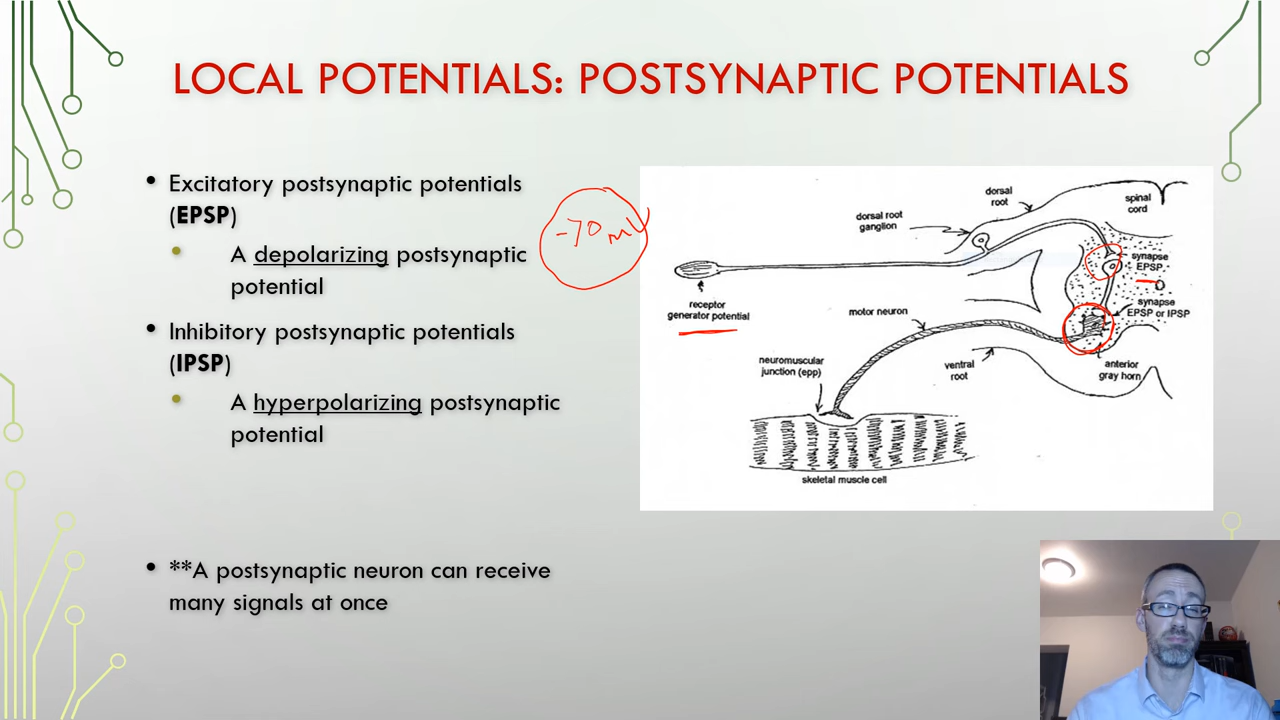 LOCAL POTENTIALS: POSTSYNAPTIC POTENTIALS
• Excitatory postsynaptic potentials
(EPSP)
• A depolarizing postsynaptic
potential
• Inhibitory postsynaptic potentials
(IPSP)
• A hyperpolarizing postsynaptic
potential
• **A postsynaptic neuron can receive
many signals at once
-70 mV
dorsal
root
spinal
cord
dorsal root
ganglion
synapse
EPSP
receptor
generator potential
synapse
EPSP or IPSP
motor neuron
neuromuscular
junction (epp)
ventral
root
anterior
gray horn
skeletal muscle cell